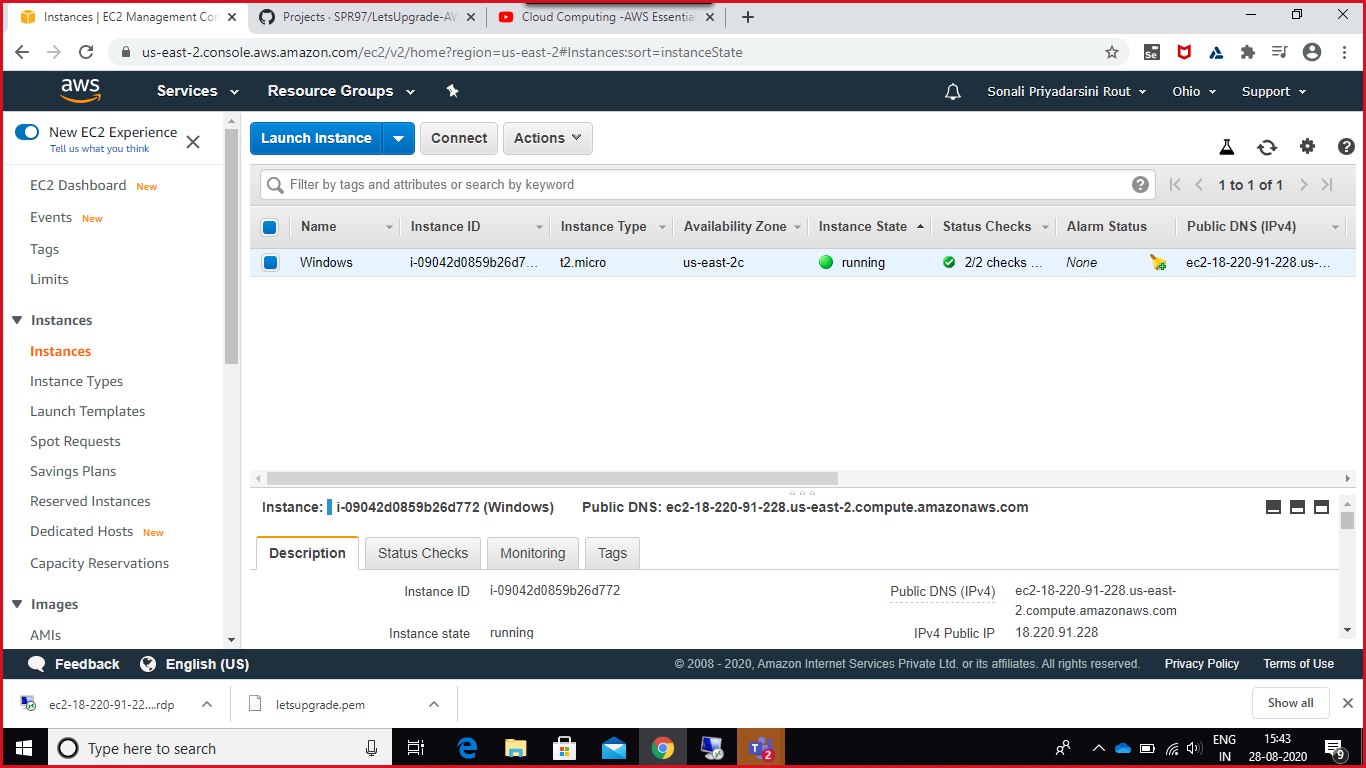 Instances | EC2 Management Con
Projects · SPR97/LetsUpgrade-AW
Cloud Computing -AWS Essential
us-east-2.console.aws.amazon.com/ec2/v2/home?region=us-east-2#Instances:sort=instanceState
Se
aws
Services
Resource Groups
Sonali Priyadarsini Rout
Ohio
Support
New EC2 Experience
Tell us what you think
EC2 Dashboard New
Events New
Tags
Limits
Instances
Instances
Instance Types
Launch Templates
Spot Requests
Savings Plans
Reserved Instances
Dedicated Hosts New
Capacity Reservations
Images
AMIs
Launch Instance
Connect
Actions
Filter by tags and attributes or search by keyword
1 to 1 of 1
Name Instance ID Instance Type Availability Zone Instance State Status Checks Alarm Status Public DNS (IPv4)
Windows i-09042d0859b26d7... t2.micro us-east-2c running 2/2 checks ... None ec2-18-220-91-228.us-...
Instance: i-09042d0859b26d772 (Windows) Public DNS: ec2-18-220-91-228.us-east-2.compute.amazonaws.com
Description Status Checks Monitoring Tags
Instance ID i-09042d0859b26d772 Public DNS (IPv4) ec2-18-220-91-228.us-east-
2.compute.amazonaws.com
Instance state running IPv4 Public IP 18.220.91.228
Feedback English (US) © 2008 - 2020, Amazon Internet Services Private Ltd. or its affiliates. All rights reserved. Privacy Policy Terms of Use
ec2-18-220-91-22....rdp
letsupgrade.pem
Show all
Type here to search
2
ENG
IN
15:43
28-08-2020
9